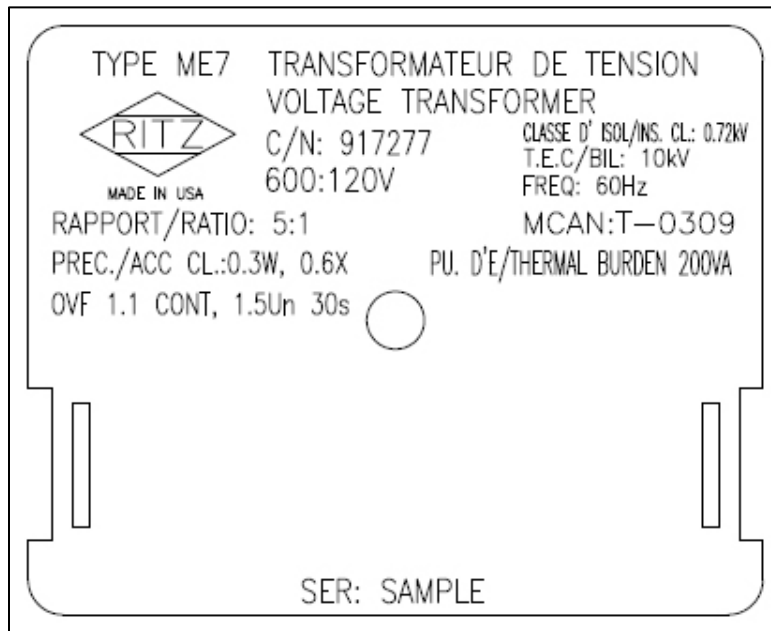 TYPE ME7 TRANSFORMATEUR DE TENSION
VOLTAGE TRANSFORMER
RITZ
MADE IN USA
C/N: 917277
600:120V
CLASSE D' ISOL/INS. CL.: 0.72kV
T.E.C/BIL: 10kV
FREQ: 60Hz
RAPPORT/RATIO: 5:1 MCAN:T-0309
PREC./ACC CL.:0.3W, 0.6X PU. D'E/THERMAL BURDEN 200VA
OVF 1.1 CONT, 1.5Un 30s
SER: SAMPLE